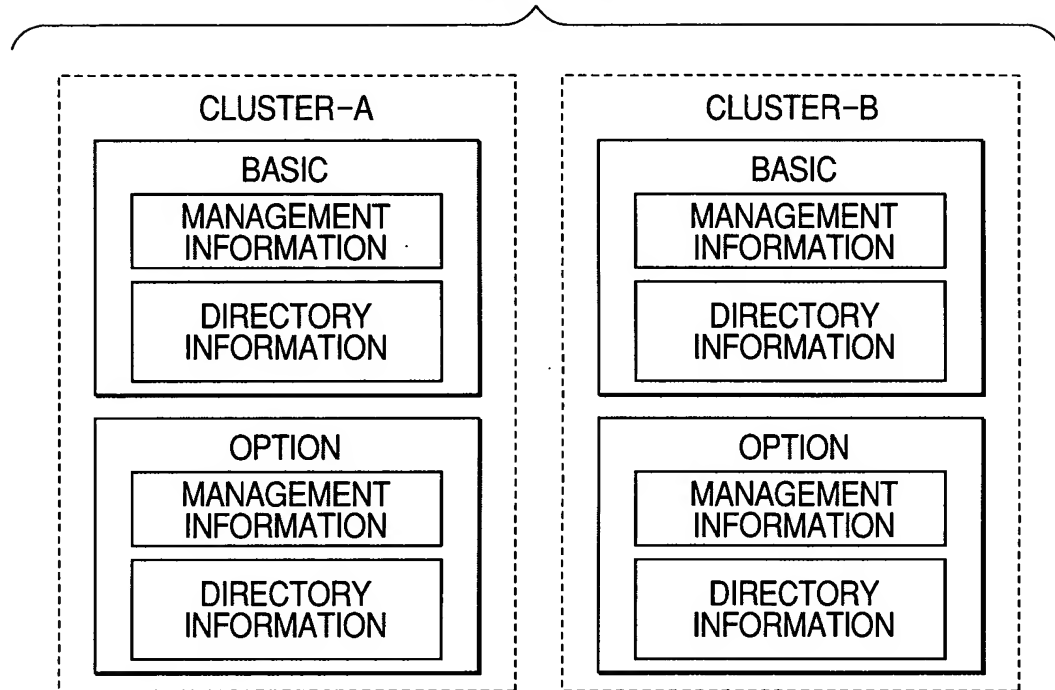 CLUSTER-A
BASIC
MANAGEMENT
INFORMATION
DIRECTORY
INFORMATION
OPTION
MANAGEMENT
INFORMATION
DIRECTORY
INFORMATION
CLUSTER-B
BASIC
MANAGEMENT
INFORMATION
DIRECTORY
INFORMATION
OPTION
MANAGEMENT
INFORMATION
DIRECTORY
INFORMATION